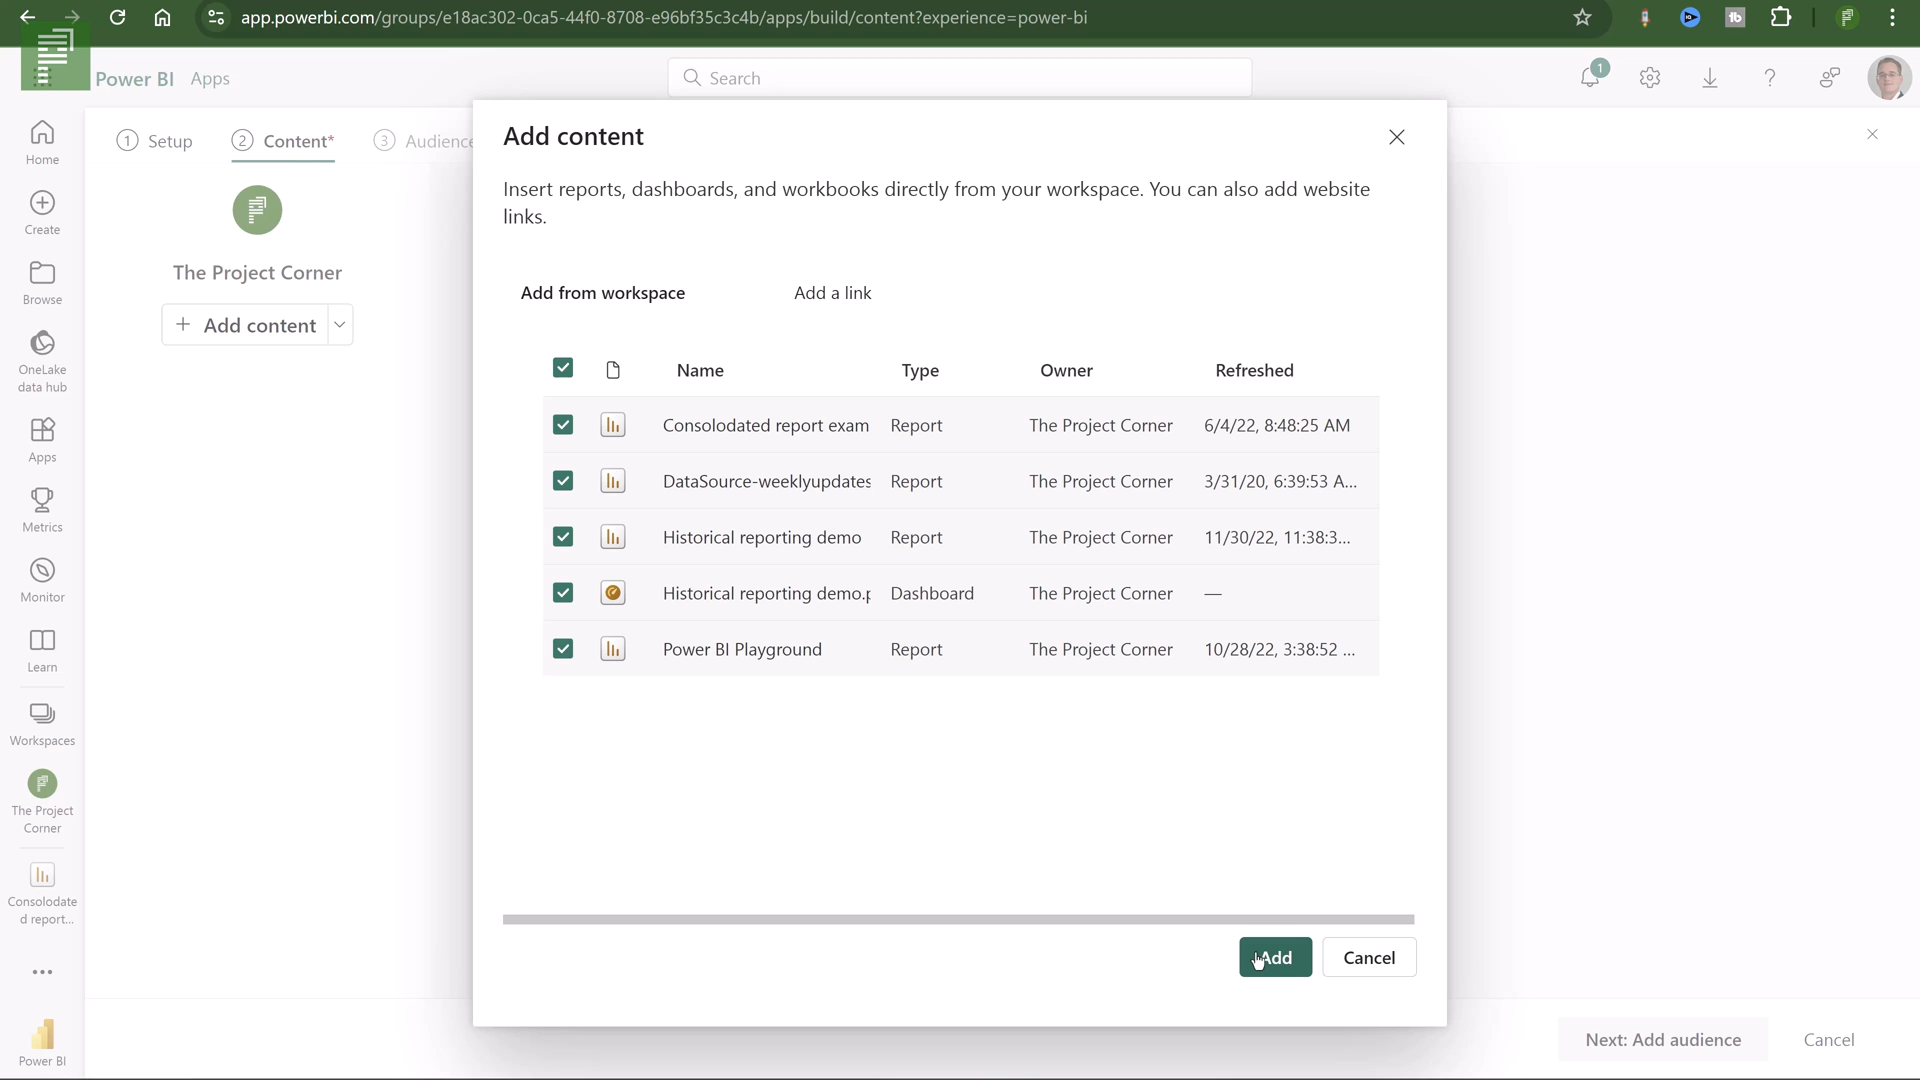 app.powerbi.com/groups/e18ac302-0ca5-44f0-8708-e96bf35c3c4b/apps/build/content?experience=power-bi
Power BI Apps
Search
1
Home
Create
Browse
OneLake
data hub
Apps
Metrics
Monitor
Learn
Workspaces
The Project
Corner
Consolodate
d report...
Power BI
1 Setup
2 Content*
3 Audience
The Project Corner
+ Add content
Add content
Insert reports, dashboards, and workbooks directly from your workspace. You can also add website
links.
Add from workspace
Add a link
Name Type Owner Refreshed
Consolodated report exam Report The Project Corner 6/4/22, 8:48:25 AM
DataSource-weeklyupdates Report The Project Corner 3/31/20, 6:39:53 A...
Historical reporting demo Report The Project Corner 11/30/22, 11:38:3...
Historical reporting demo.p Dashboard The Project Corner —
Power BI Playground Report The Project Corner 10/28/22, 3:38:52 ...
Add
Cancel
Next: Add audience
Cancel